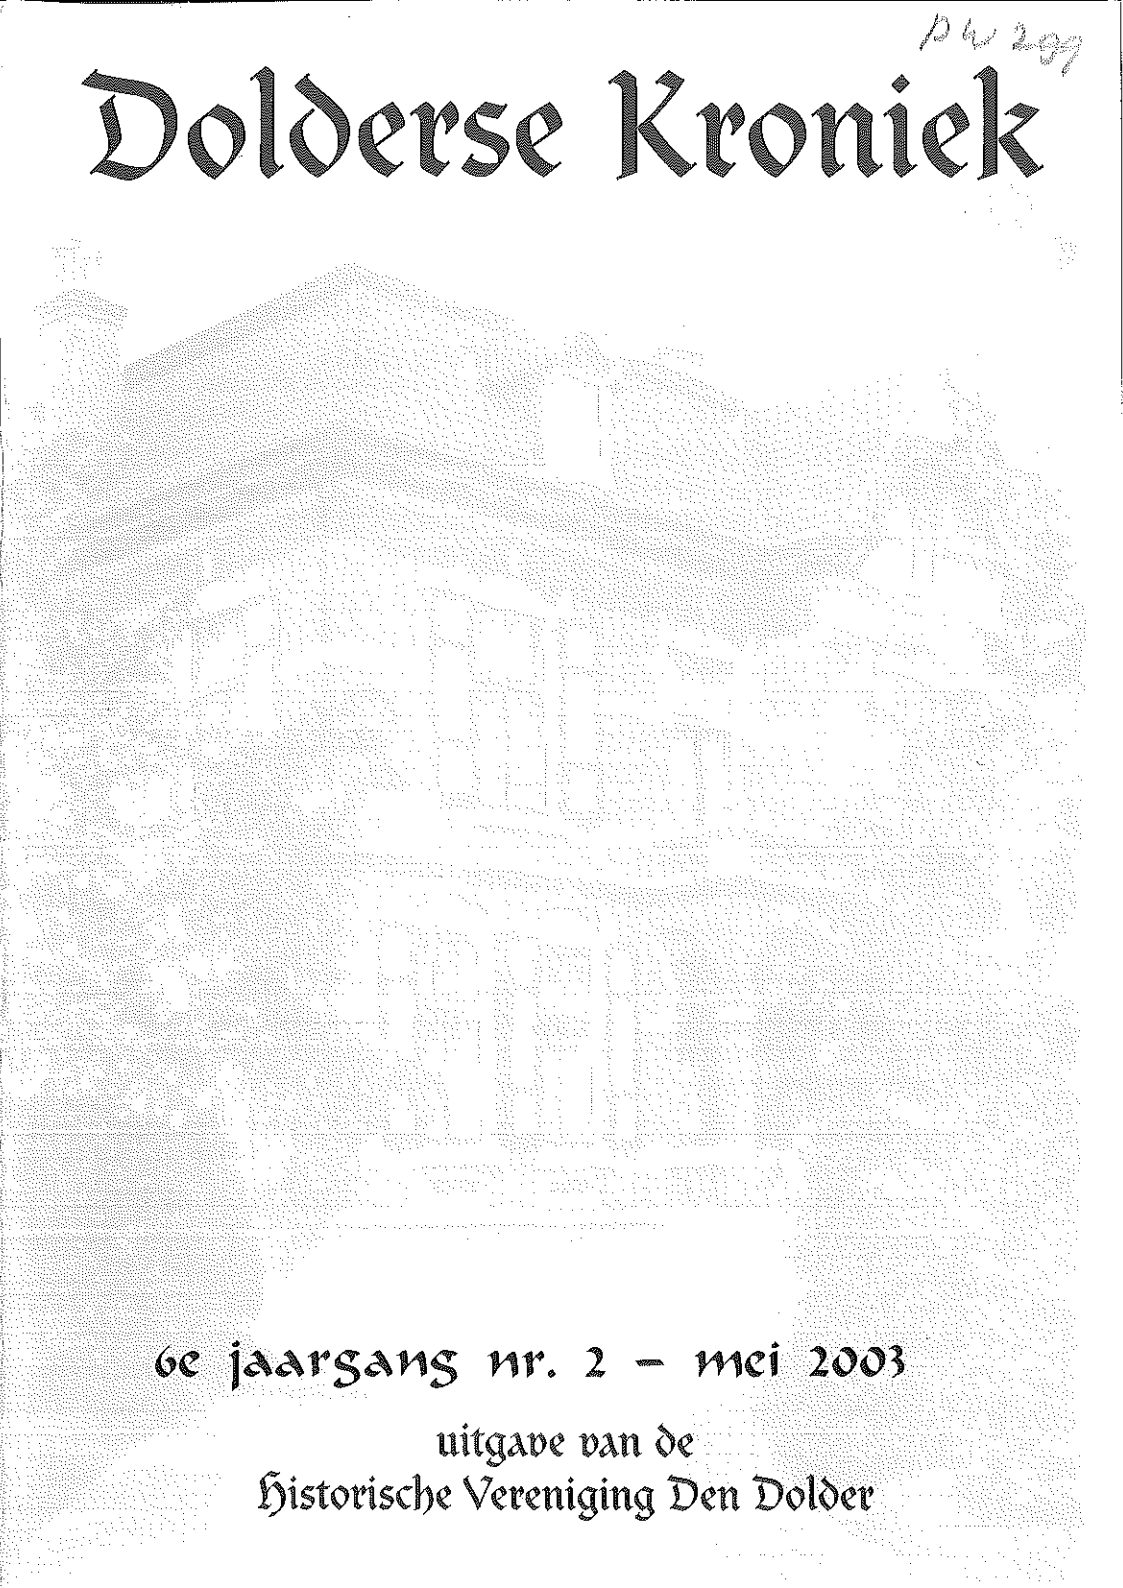 Dolderse Kroniek
6e jaargang nr. 2 – mei 2003
uitgave van de
Historische Vereniging Den Dolder